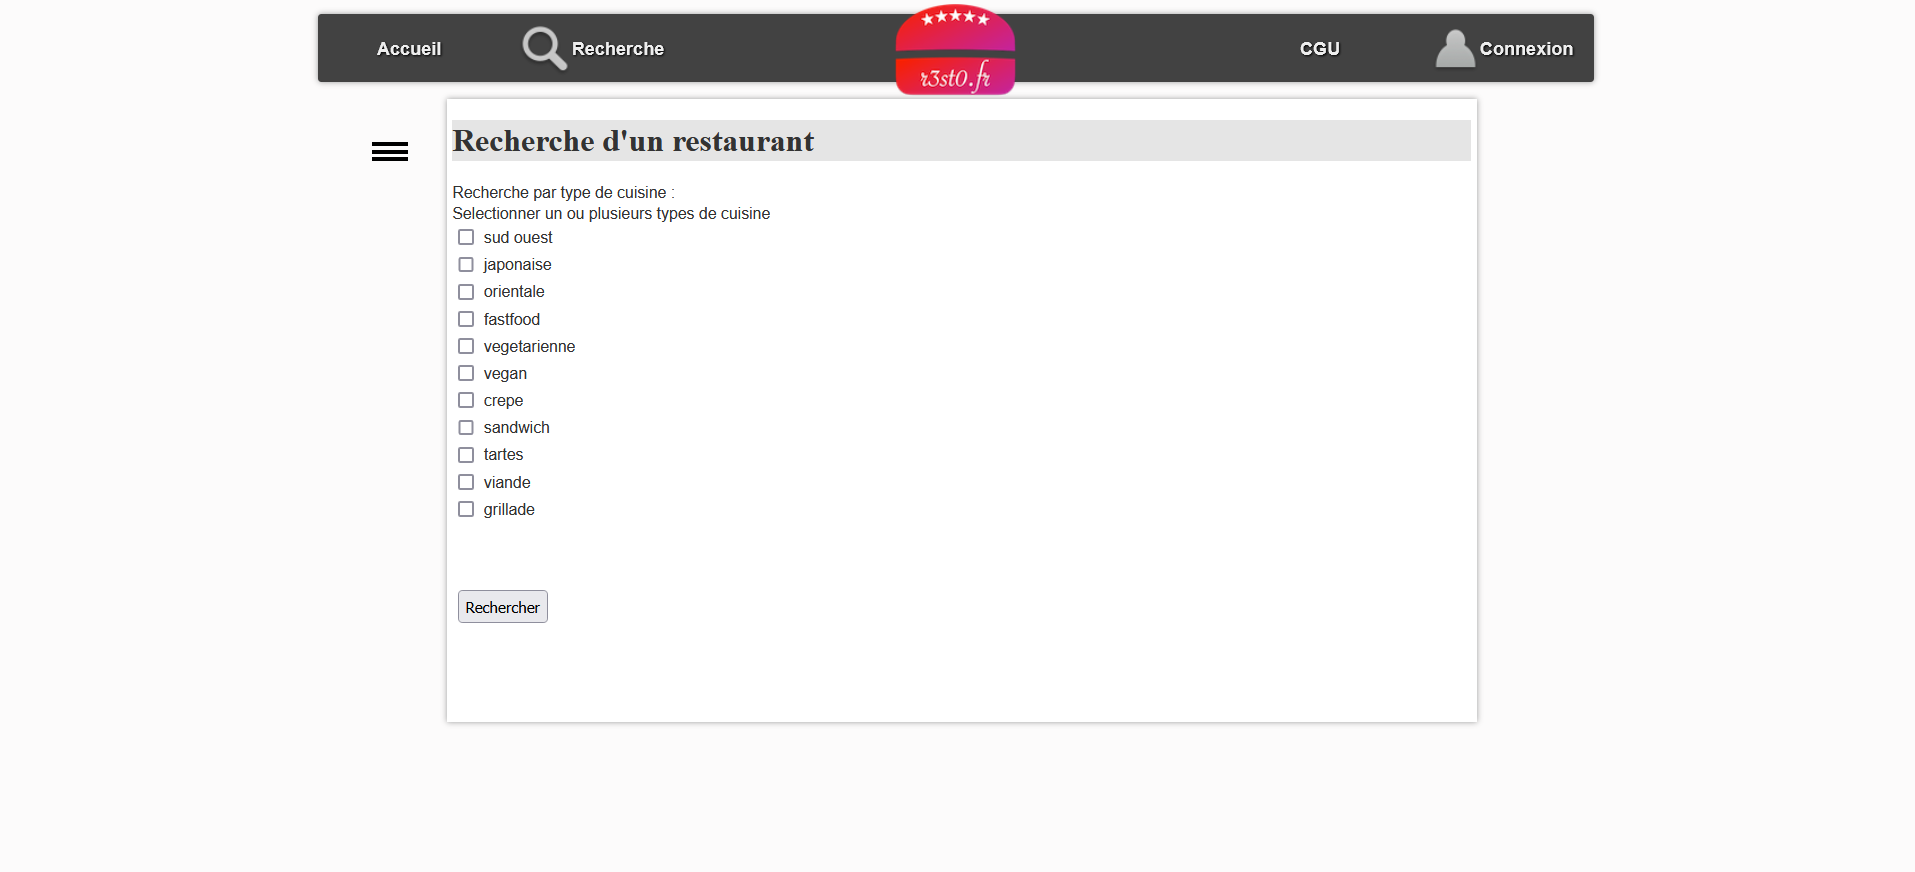 Accueil
Recherche
r3st0.fr
CGU
Connexion
Recherche d'un restaurant
Recherche par type de cuisine :
Selectionner un ou plusieurs types de cuisine
sud ouest
japonaise
orientale
fastfood
vegetarienne
vegan
crepe
sandwich
tartes
viande
grillade
Rechercher